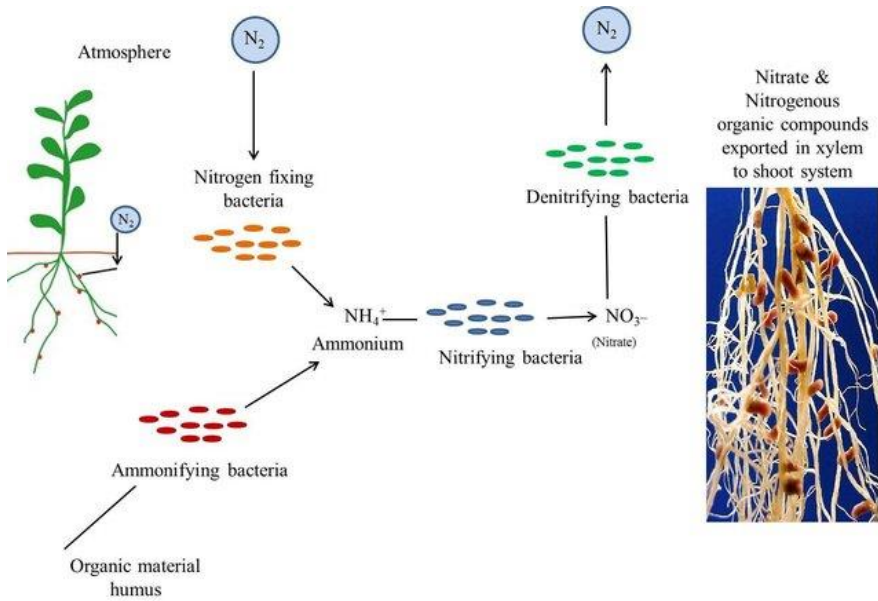 Atmosphere
N₂
N₂
Nitrogen fixing
bacteria
NH₄⁺
Ammonium
Ammonifying bacteria
Organic material
humus
Nitrifying bacteria
NO₃⁻
(Nitrate)
Denitrifying bacteria
N₂
Nitrate &
Nitrogenous
organic compounds
exported in xylem
to shoot system